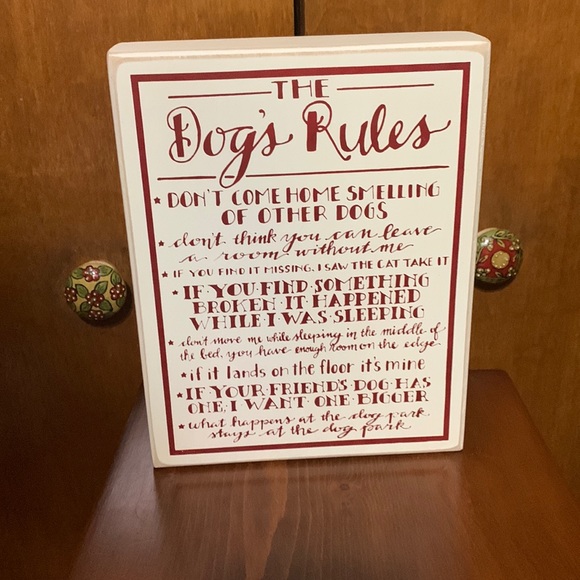 THE
Dog's Rules
* DON'T COME HOME SMELLING
OF OTHER DOGS
* don't think you can leave
a room without me
* IF YOU FIND IT MISSING, I SAW THE CAT TAKE IT
* IF·YOU·FIND·SOMETHING
BROKEN·IT·HAPPENED
WHILE·I·WAS·SLEEPING
* don't move me while sleeping in the middle of
the bed, you have enough room on the edge
* if it lands on the floor it's mine
* IF YOUR·FRIEND'S·DOG·HAS
ONE, I WANT·ONE·BIGGER
* what happens at the dog park
stays at the dog park